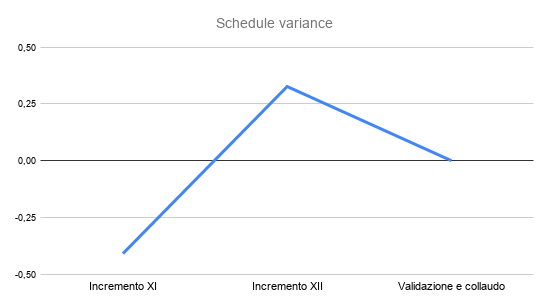 Schedule variance
0,50
0,25
0,00
-0,25
-0,50
Incremento XI Incremento XII Validazione e collaudo